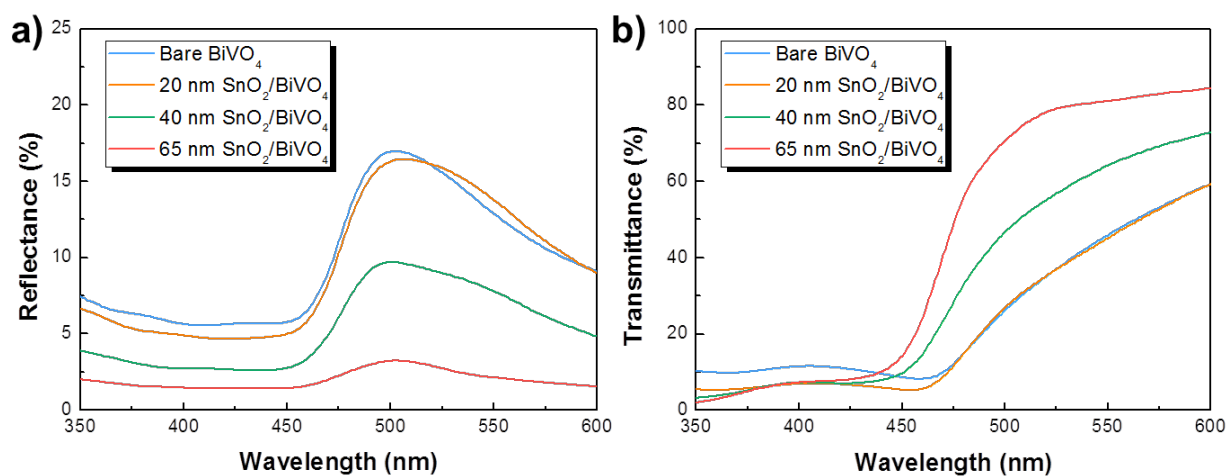 a)
25
20
15
10
5
0
Reflectance (%)
Bare BiVO₄
20 nm SnO₂/BiVO₄
40 nm SnO₂/BiVO₄
65 nm SnO₂/BiVO₄
350 400 450 500 550 600
Wavelength (nm)
b)
100
80
60
40
20
0
Transmittance (%)
Bare BiVO₄
20 nm SnO₂/BiVO₄
40 nm SnO₂/BiVO₄
65 nm SnO₂/BiVO₄
350 400 450 500 550 600
Wavelength (nm)